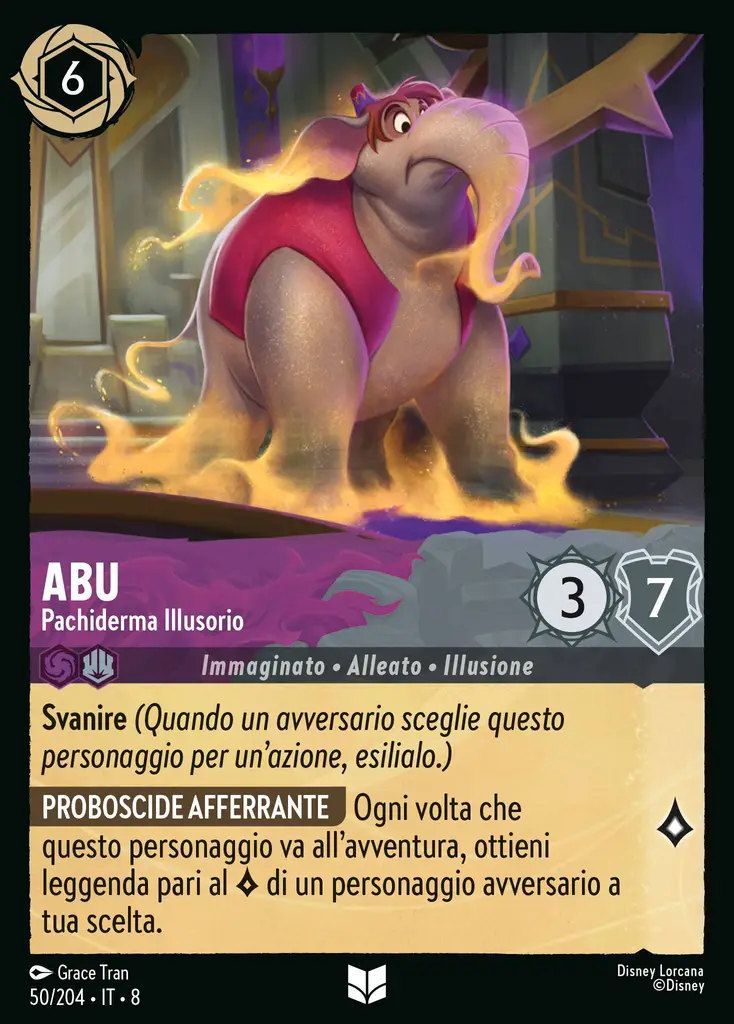 6
ABU
Pachiderma Illusorio
3
7
Immaginato • Alleato • Illusione
Svanire (Quando un avversario sceglie questo
personaggio per un'azione, esilialo.)
PROBOSCIDE AFFERRANTE Ogni volta che
questo personaggio va all'avventura, ottieni
leggenda pari al di un personaggio avversario a
tua scelta.
Grace Tran
50/204 • IT • 8
Disney Lorcana
©Disney